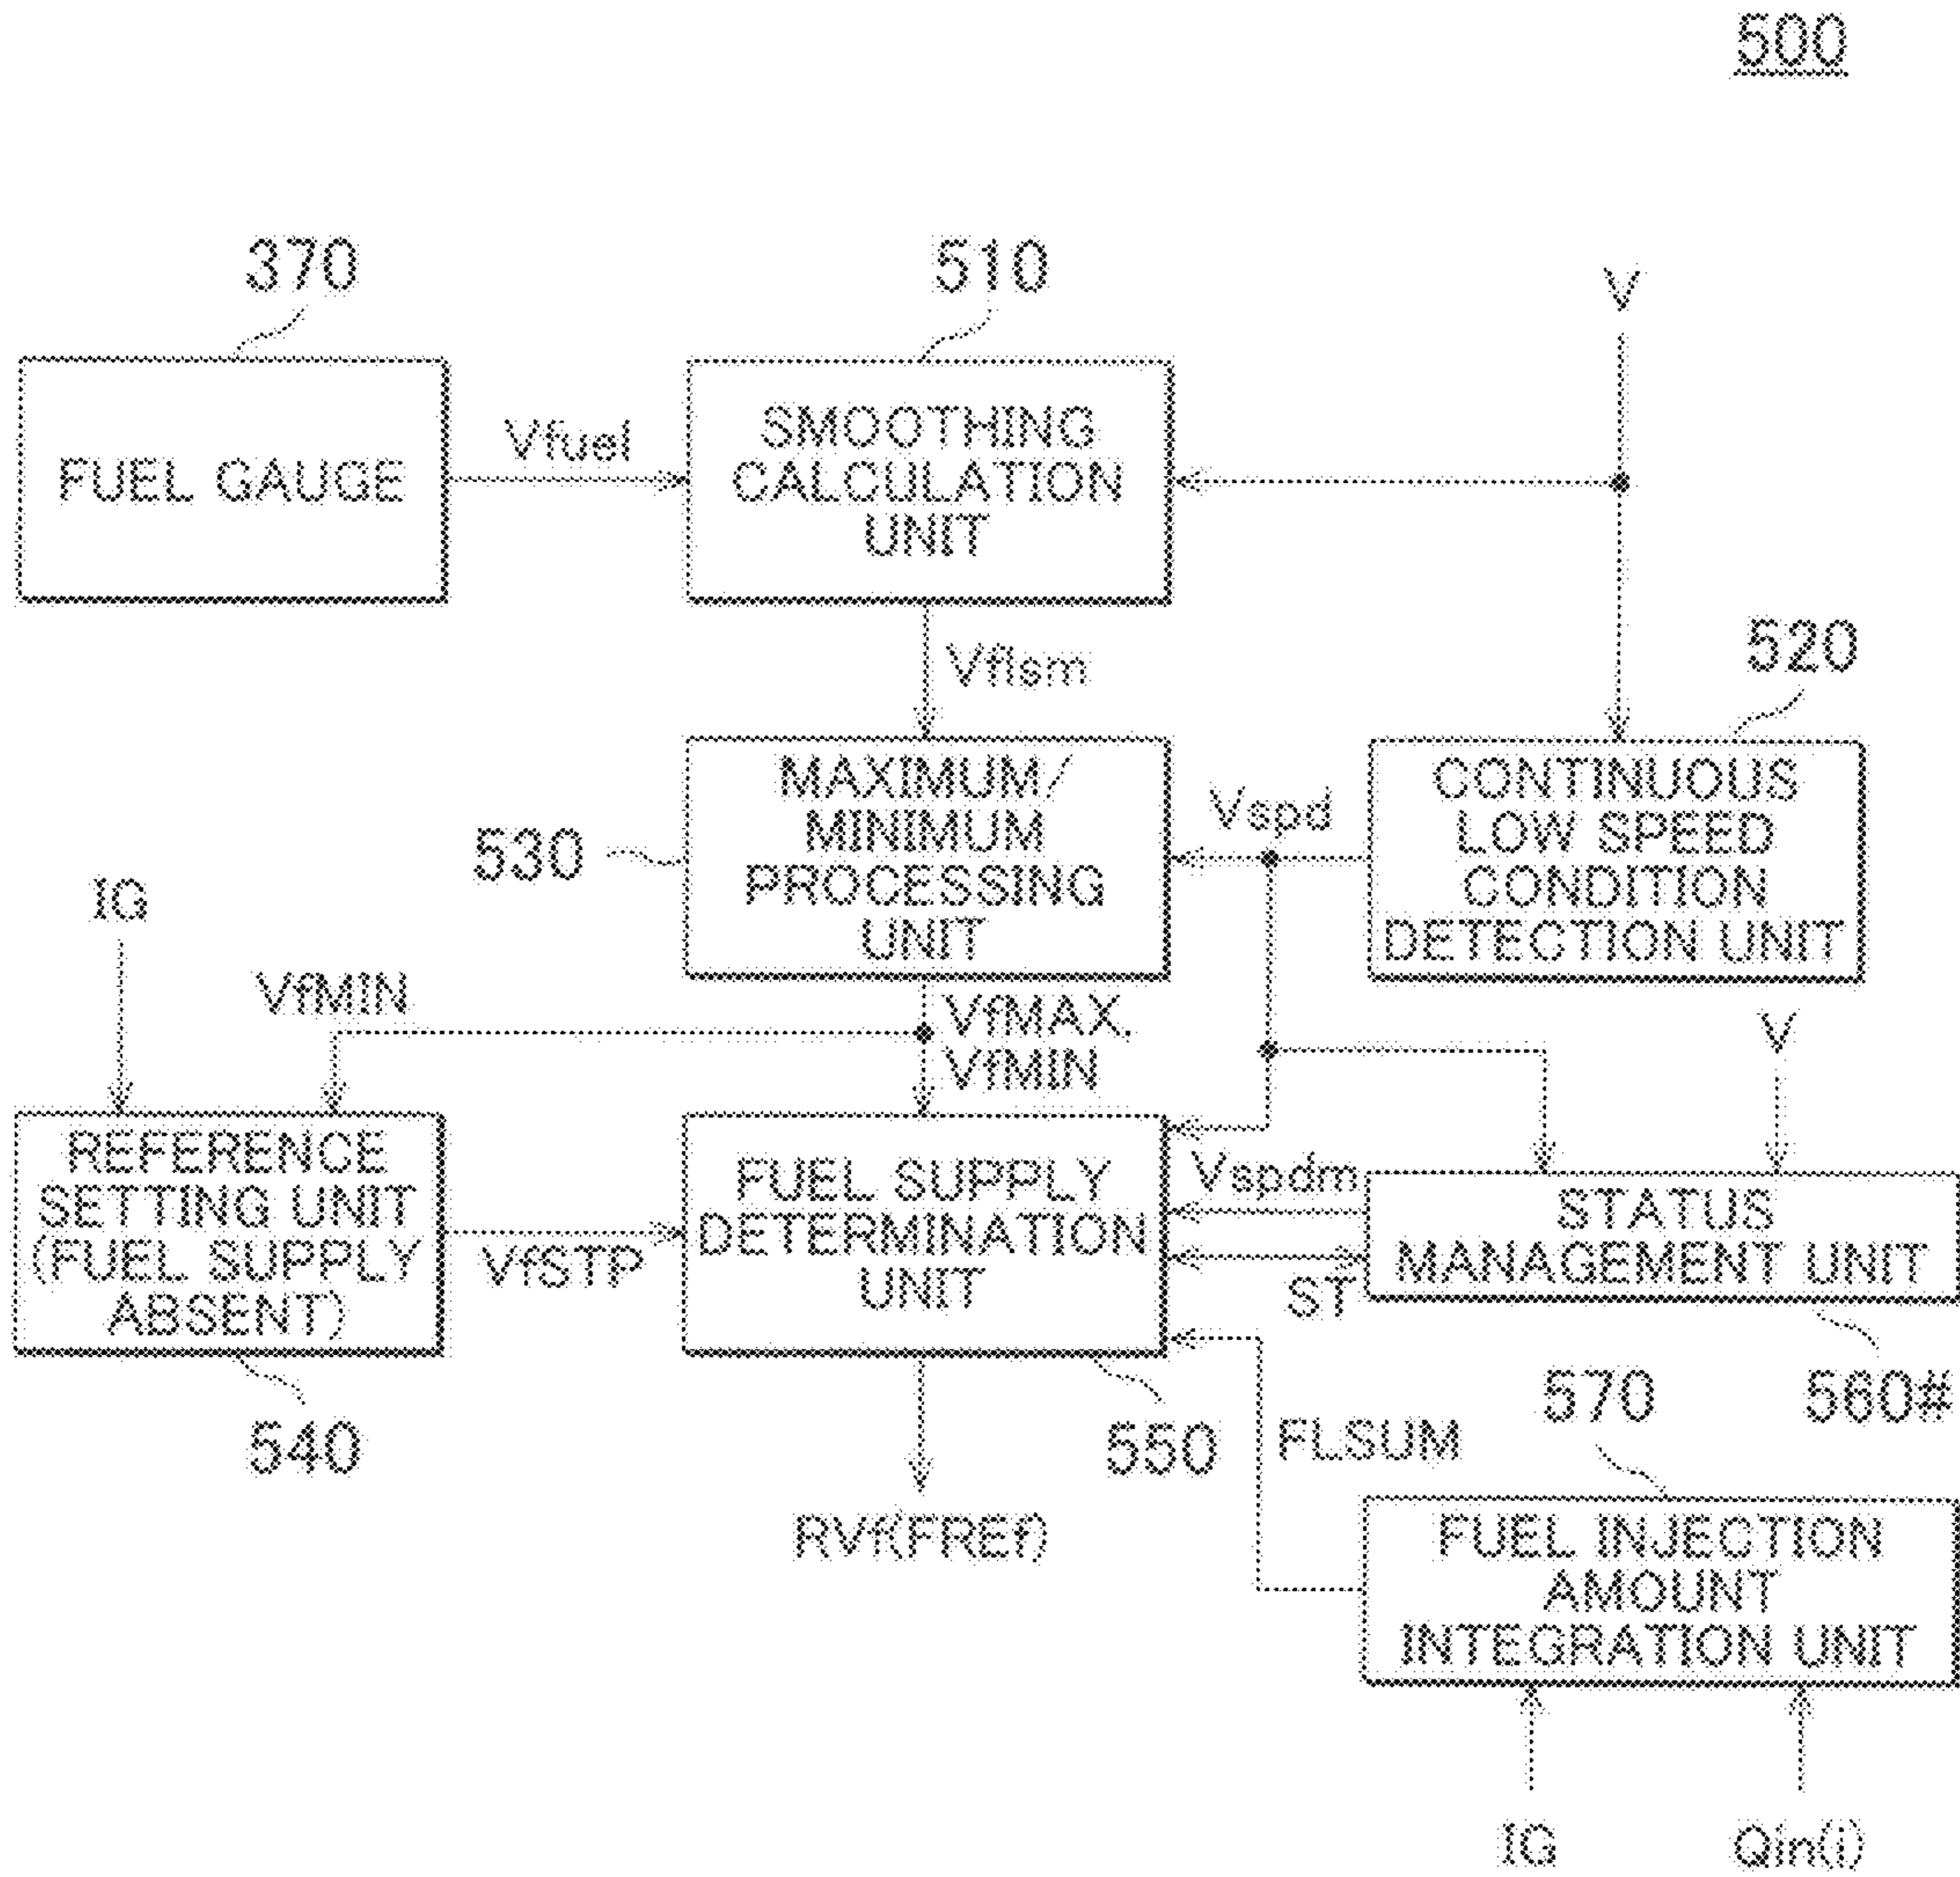 500
370
510
V
FUEL GAUGE
Vfuel
SMOOTHING
CALCULATION
UNIT
Vflsm
520
MAXIMUM/
MINIMUM
PROCESSING
UNIT
530
Vspd
CONTINUOUS
LOW SPEED
CONDITION
DETECTION UNIT
IG
VfMIN
VfMAX,
VfMIN
V
REFERENCE
SETTING UNIT
(FUEL SUPPLY
ABSENT)
VfSTP
FUEL SUPPLY
DETERMINATION
UNIT
Vspdm
ST
STATUS
MANAGEMENT UNIT
540
550
560#
570
FLSUM
RVf(FREf)
FUEL INJECTION
AMOUNT
INTEGRATION UNIT
IG
Qin(i)